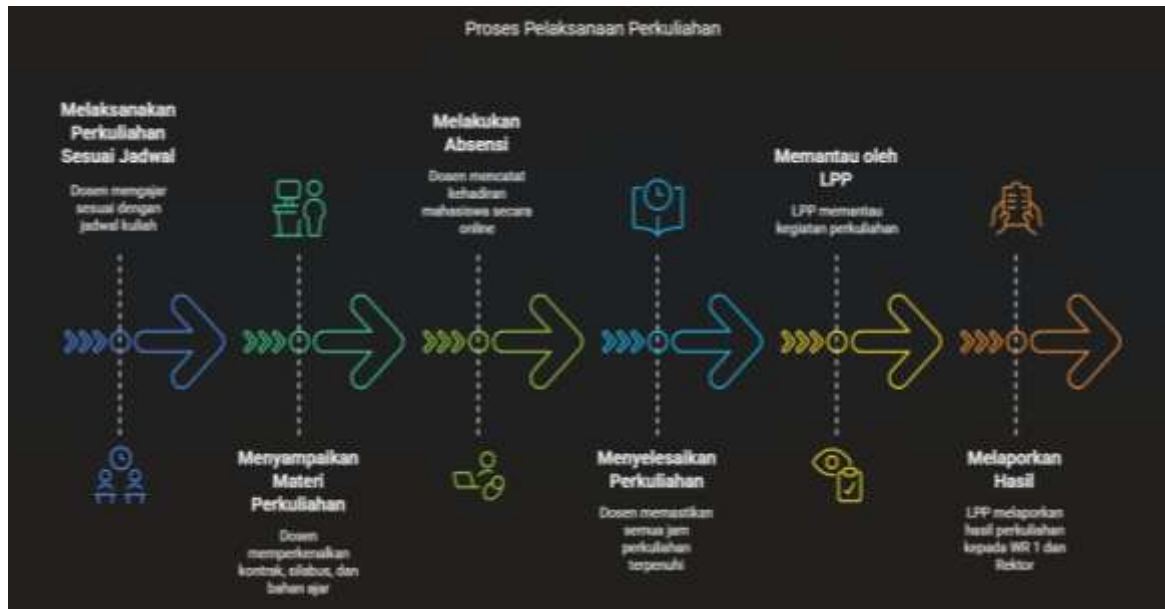 Proses Pelaksanaan Perkuliahan
Melaksanakan
Perkuliahan
Sesuai Jadwal
Dosen mengajar
sesuai dengan
jadwal kuliah
Menyampaikan
Materi
Perkuliahan
Dosen
memperkenalkan
kontrak, silabus, dan
bahan ajar
Melakukan
Absensi
Dosen mencatat
kehadiran
mahasiswa secara
online
Menyelesaikan
Perkuliahan
Dosen memastikan
semua jam
perkuliahan
terpenuhi
Memantau oleh
LPP
LPP memantau
kegiatan perkuliahan
Melaporkan
Hasil
LPP melaporkan
hasil perkuliahan
kepada WR 1 dan
Rektor